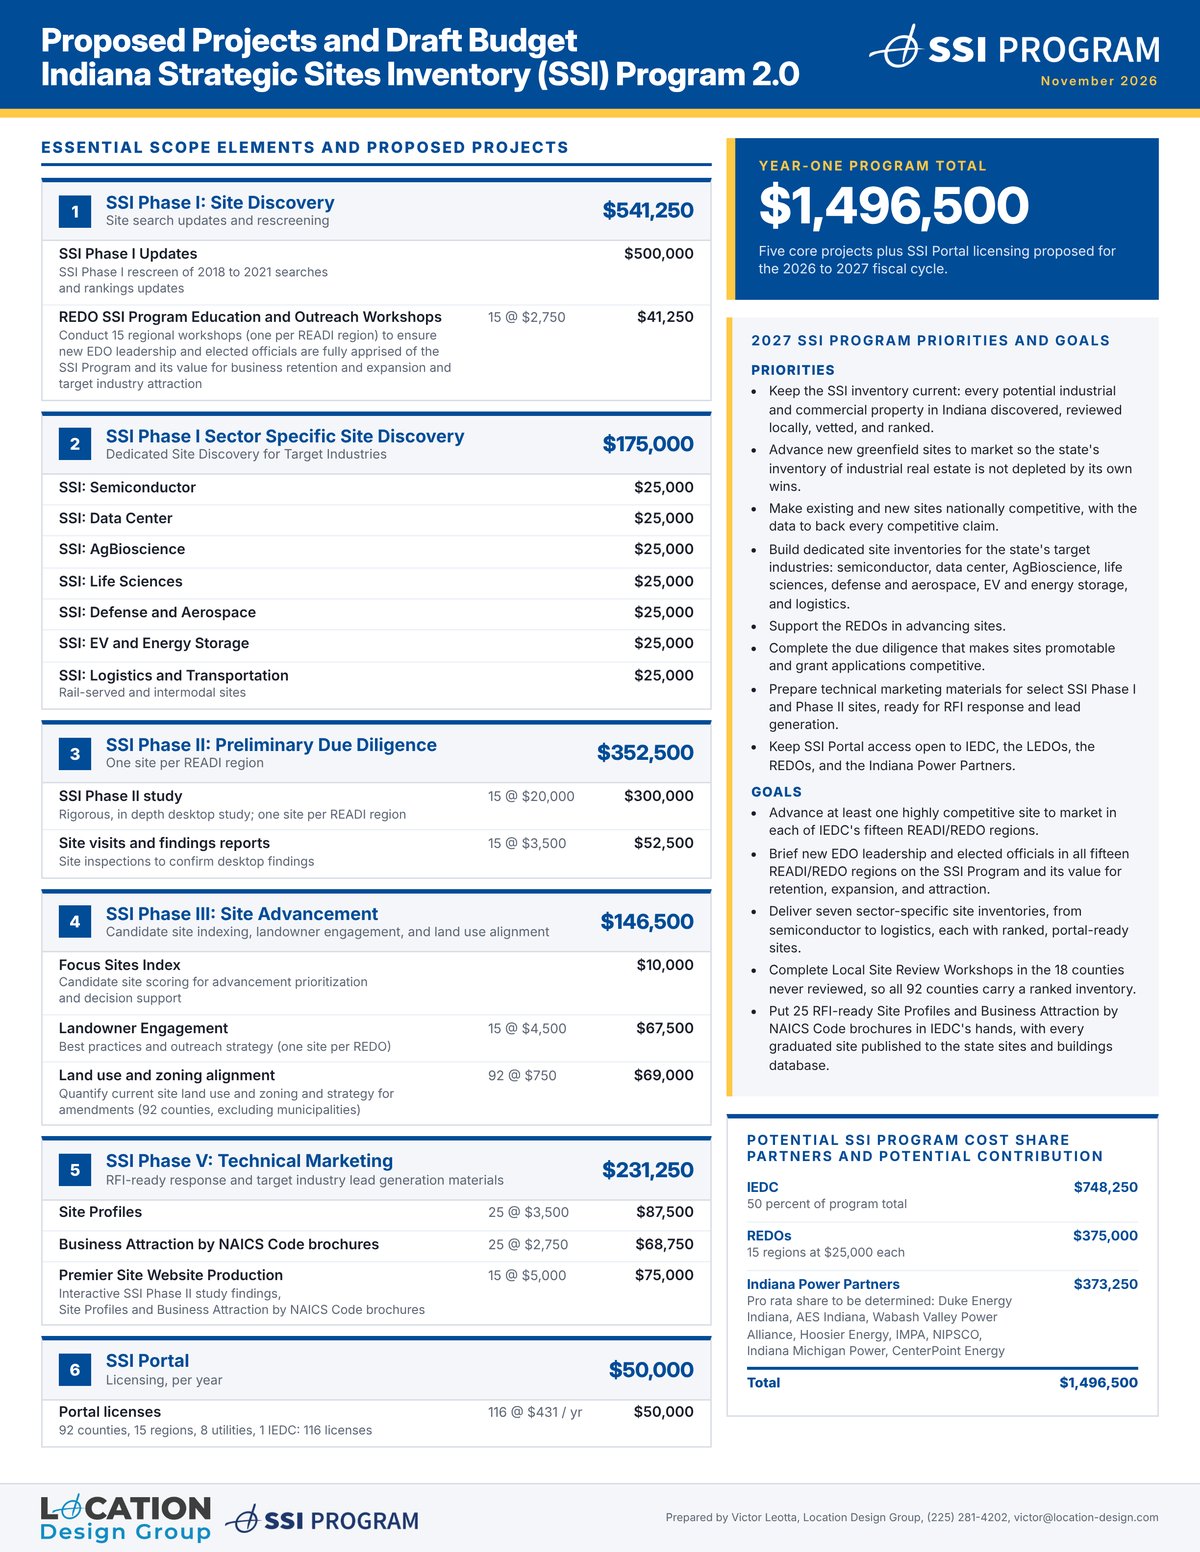 Proposed Projects and Draft Budget
Indiana Strategic Sites Inventory (SSI) Program 2.0
SSI PROGRAM
November 2026
ESSENTIAL SCOPE ELEMENTS AND PROPOSED PROJECTS
1
SSI Phase I: Site Discovery
Site search updates and rescreening
$541,250
SSI Phase I Updates $500,000
SSI Phase I rescreen of 2018 to 2021 searches
and rankings updates
REDO SSI Program Education and Outreach Workshops 15 @ $2,750 $41,250
Conduct 15 regional workshops (one per READI region) to ensure
new EDO leadership and elected officials are fully apprised of the
SSI Program and its value for business retention and expansion and
target industry attraction
2
SSI Phase I Sector Specific Site Discovery
Dedicated Site Discovery for Target Industries
$175,000
SSI: Semiconductor $25,000
SSI: Data Center $25,000
SSI: AgBioscience $25,000
SSI: Life Sciences $25,000
SSI: Defense and Aerospace $25,000
SSI: EV and Energy Storage $25,000
SSI: Logistics and Transportation $25,000
Rail-served and intermodal sites
3
SSI Phase II: Preliminary Due Diligence
One site per READI region
$352,500
SSI Phase II study 15 @ $20,000 $300,000
Rigorous, in depth desktop study; one site per READI region
Site visits and findings reports 15 @ $3,500 $52,500
Site inspections to confirm desktop findings
4
SSI Phase III: Site Advancement
Candidate site indexing, landowner engagement, and land use alignment
$146,500
Focus Sites Index $10,000
Candidate site scoring for advancement prioritization
and decision support
Landowner Engagement 15 @ $4,500 $67,500
Best practices and outreach strategy (one site per REDO)
Land use and zoning alignment 92 @ $750 $69,000
Quantify current site land use and zoning and strategy for
amendments (92 counties, excluding municipalities)
5
SSI Phase V: Technical Marketing
RFI-ready response and target industry lead generation materials
$231,250
Site Profiles 25 @ $3,500 $87,500
Business Attraction by NAICS Code brochures 25 @ $2,750 $68,750
Premier Site Website Production 15 @ $5,000 $75,000
Interactive SSI Phase II study findings,
Site Profiles and Business Attraction by NAICS Code brochures
6
SSI Portal
Licensing, per year
$50,000
Portal licenses 116 @ $431 / yr $50,000
92 counties, 15 regions, 8 utilities, 1 IEDC: 116 licenses
YEAR-ONE PROGRAM TOTAL
$1,496,500
Five core projects plus SSI Portal licensing proposed for
the 2026 to 2027 fiscal cycle.
2027 SSI PROGRAM PRIORITIES AND GOALS
PRIORITIES
• Keep the SSI inventory current: every potential industrial
and commercial property in Indiana discovered, reviewed
locally, vetted, and ranked.
• Advance new greenfield sites to market so the state's
inventory of industrial real estate is not depleted by its own
wins.
• Make existing and new sites nationally competitive, with the
data to back every competitive claim.
• Build dedicated site inventories for the state's target
industries: semiconductor, data center, AgBioscience, life
sciences, defense and aerospace, EV and energy storage,
and logistics.
• Support the REDOs in advancing sites.
• Complete the due diligence that makes sites promotable
and grant applications competitive.
• Prepare technical marketing materials for select SSI Phase I
and Phase II sites, ready for RFI response and lead
generation.
• Keep SSI Portal access open to IEDC, the LEDOs, the
REDOs, and the Indiana Power Partners.
GOALS
• Advance at least one highly competitive site to market in
each of IEDC's fifteen READI/REDO regions.
• Brief new EDO leadership and elected officials in all fifteen
READI/REDO regions on the SSI Program and its value for
retention, expansion, and attraction.
• Deliver seven sector-specific site inventories, from
semiconductor to logistics, each with ranked, portal-ready
sites.
• Complete Local Site Review Workshops in the 18 counties
never reviewed, so all 92 counties carry a ranked inventory.
• Put 25 RFI-ready Site Profiles and Business Attraction by
NAICS Code brochures in IEDC's hands, with every
graduated site published to the state sites and buildings
database.
POTENTIAL SSI PROGRAM COST SHARE
PARTNERS AND POTENTIAL CONTRIBUTION
IEDC $748,250
50 percent of program total
REDOs $375,000
15 regions at $25,000 each
Indiana Power Partners $373,250
Pro rata share to be determined: Duke Energy
Indiana, AES Indiana, Wabash Valley Power
Alliance, Hoosier Energy, IMPA, NIPSCO,
Indiana Michigan Power, CenterPoint Energy
Total $1,496,500
LOCATION
Design Group
SSI PROGRAM
Prepared by Victor Leotta, Location Design Group, (225) 281-4202, victor@location-design.com